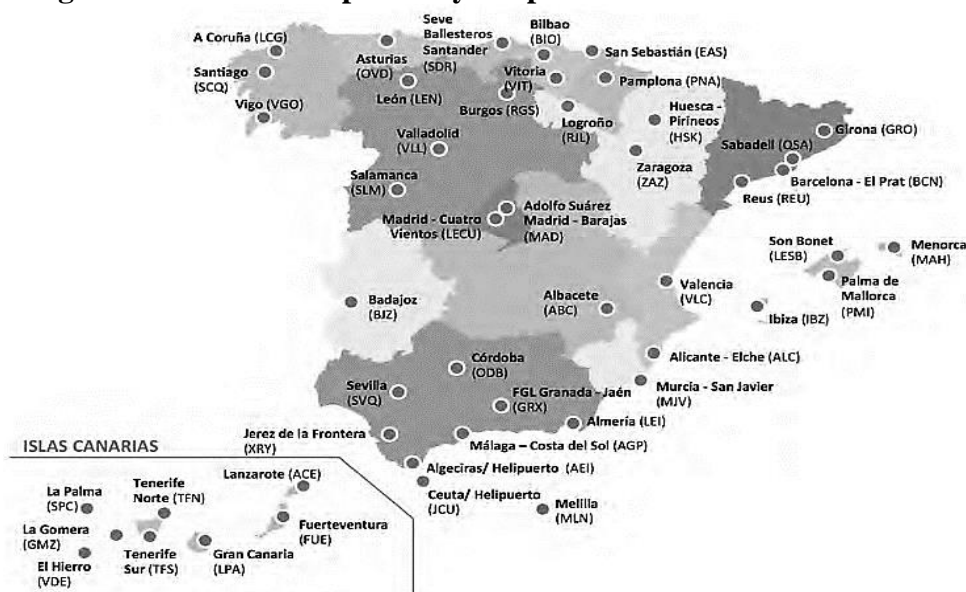 A Coruña (LCG)
Santiago
(SCQ)
Vigo (VGO)
Asturias
(OVD)
León (LEN)
Seve
Ballesteros
Santander
(SDR)
Bilbao
(BIO)
Vitoria
(VIT)
Burgos (RGS)
San Sebastián (EAS)
Pamplona (PNA)
Logroño
(RJL)
Huesca -
Pirineos
(HSK)
Zaragoza
(ZAZ)
Girona (GRO)
Sabadell (QSA)
Barcelona - El Prat (BCN)
Reus (REU)
Valladolid
(VLL)
Salamanca
(SLM)
Madrid - Cuatro
Vientos (LECU)
Adolfo Suárez
Madrid - Barajas
(MAD)
Son Bonet
(LESB)
Menorca
(MAH)
Palma de
Mallorca
(PMI)
Ibiza (IBZ)
Valencia
(VLC)
Albacete
(ABC)
Badajoz
(BJZ)
Alicante - Elche (ALC)
Murcia - San Javier
(MJV)
Córdoba
(ODB)
Sevilla
(SVQ)
FGL Granada - Jaén
(GRX)
Almería (LEI)
Jerez de la Frontera
(XRY)
Málaga – Costa del Sol (AGP)
Algeciras/ Helipuerto (AEI)
Ceuta/ Helipuerto
(JCU)
Melilla
(MLN)
ISLAS CANARIAS
La Palma
(SPC)
Tenerife
Norte (TFN)
Lanzarote (ACE)
La Gomera
(GMZ)
El Hierro
(VDE)
Tenerife
Sur (TFS)
Gran Canaria
(LPA)
Fuerteventura
(FUE)